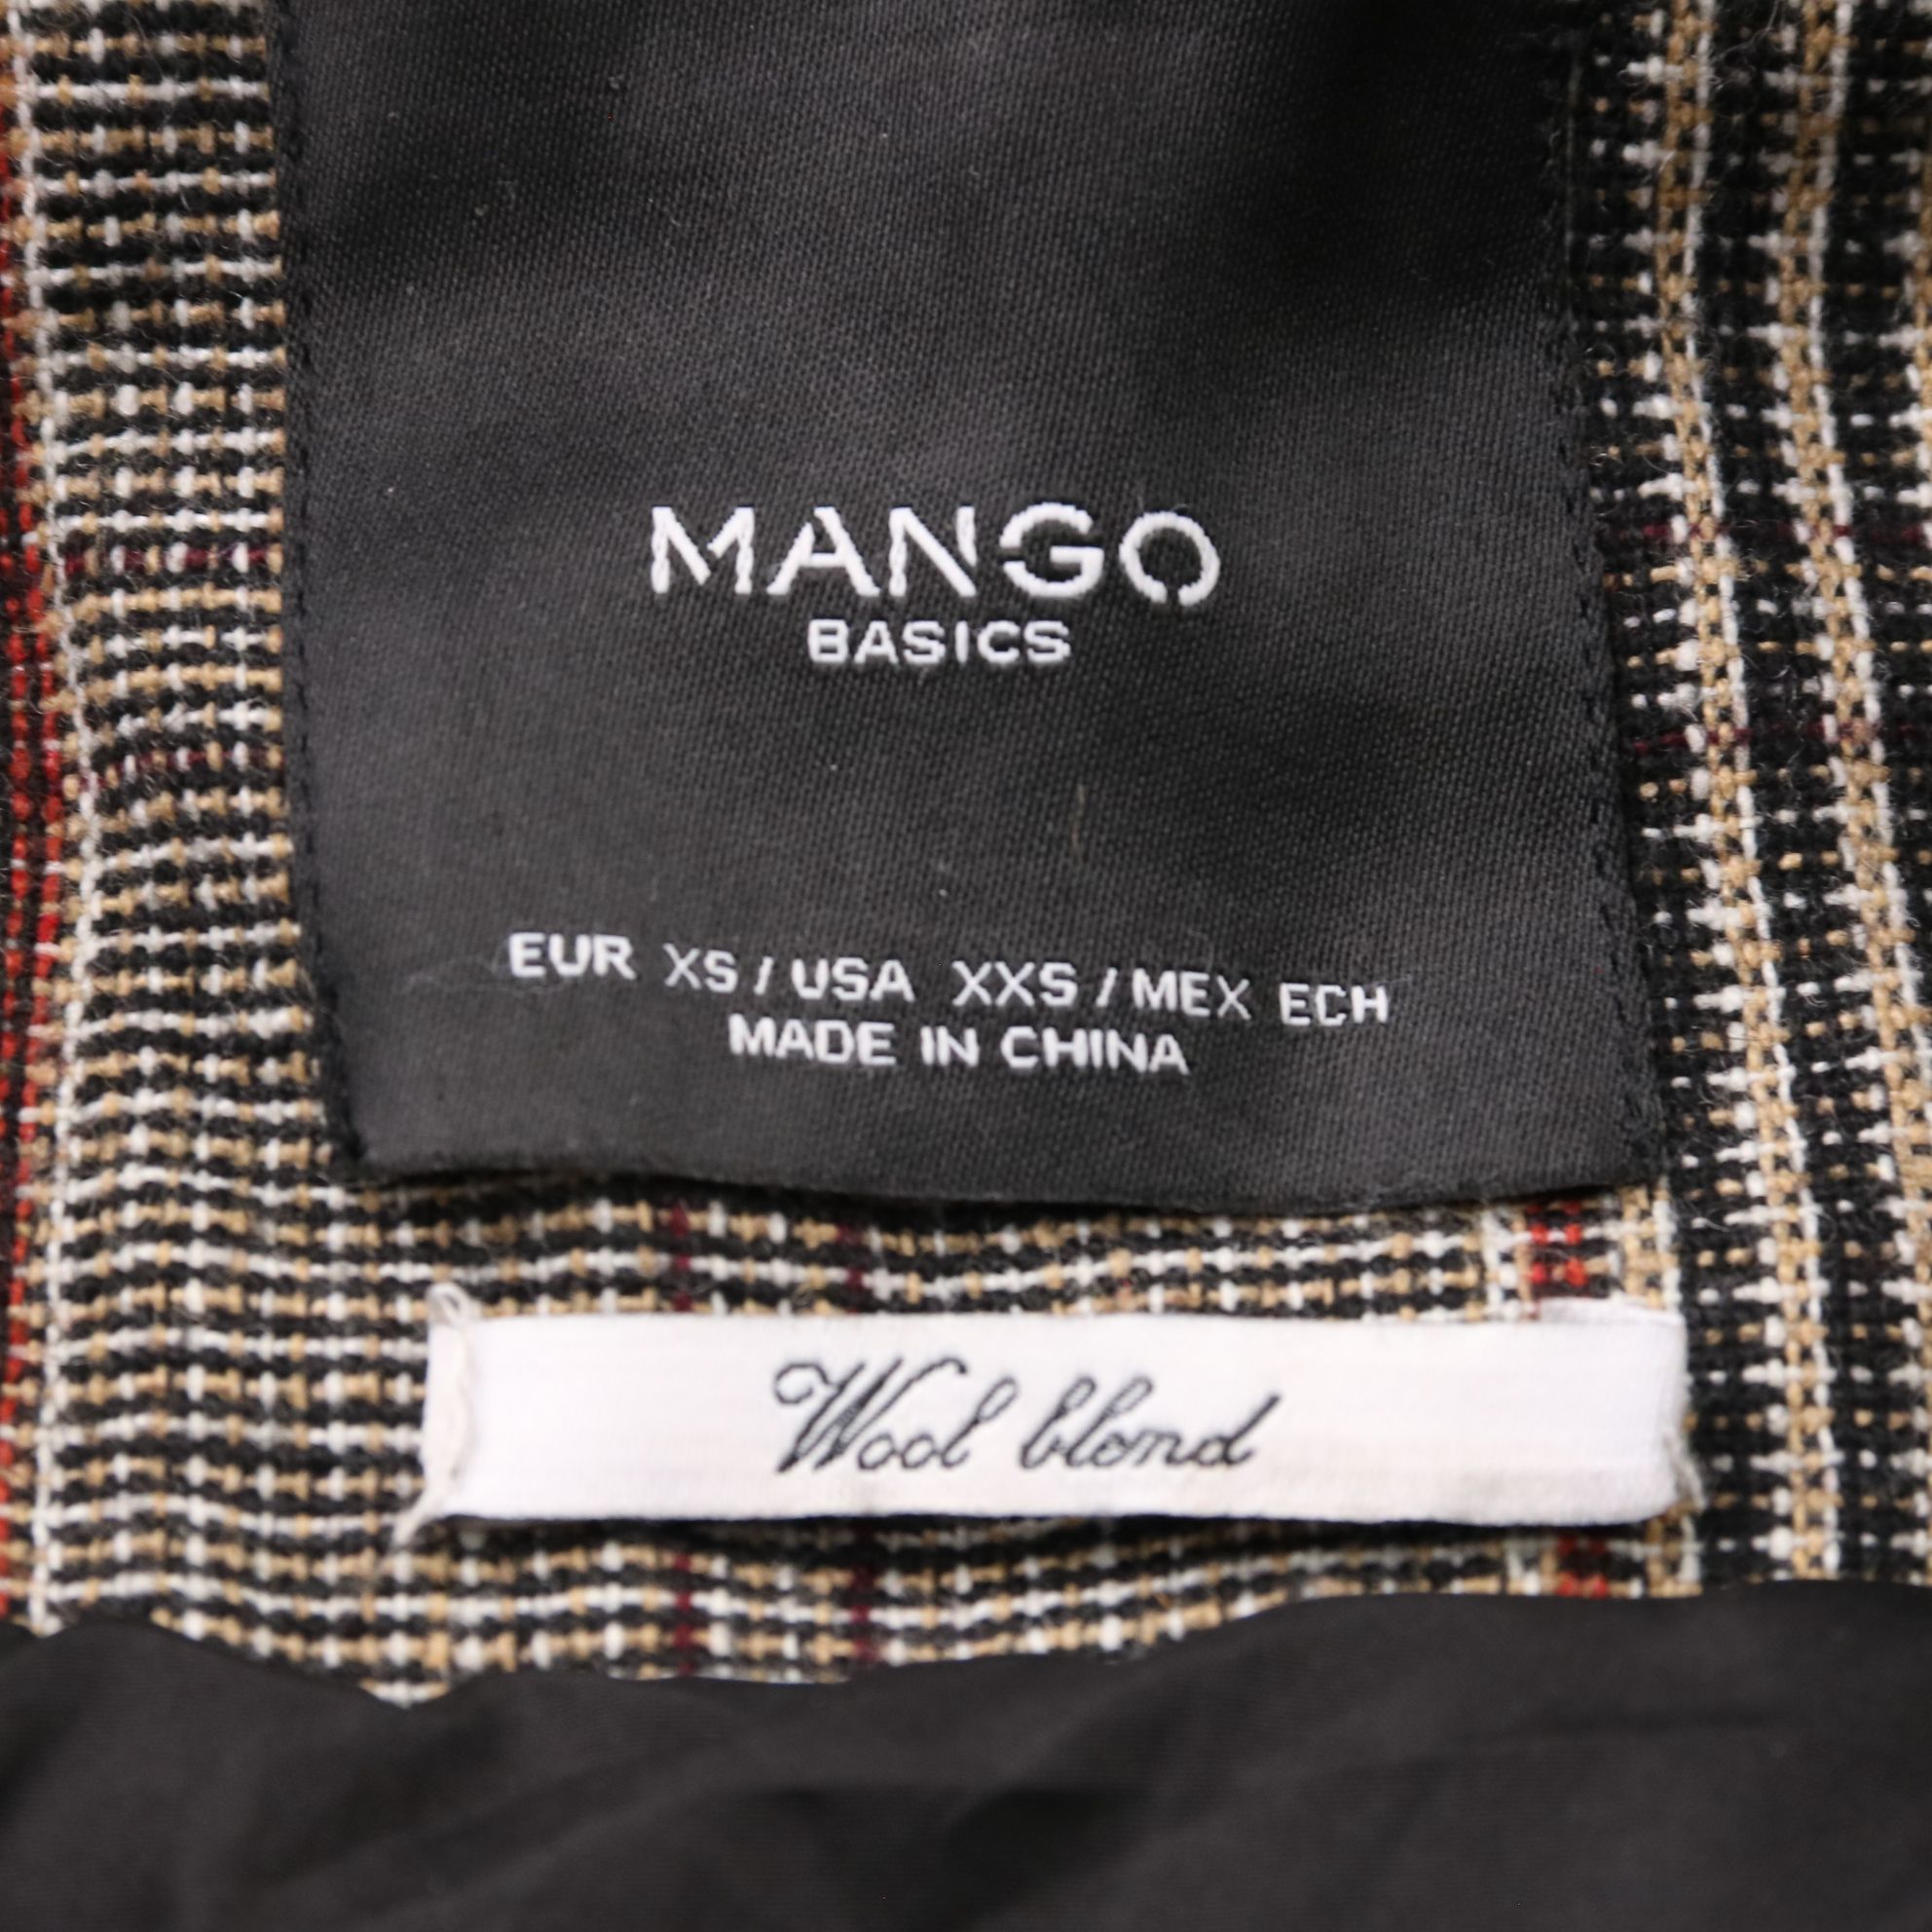 MANGO
BASICS
EUR XS / USA XXS / MEX ECH
MADE IN CHINA
Wool blend